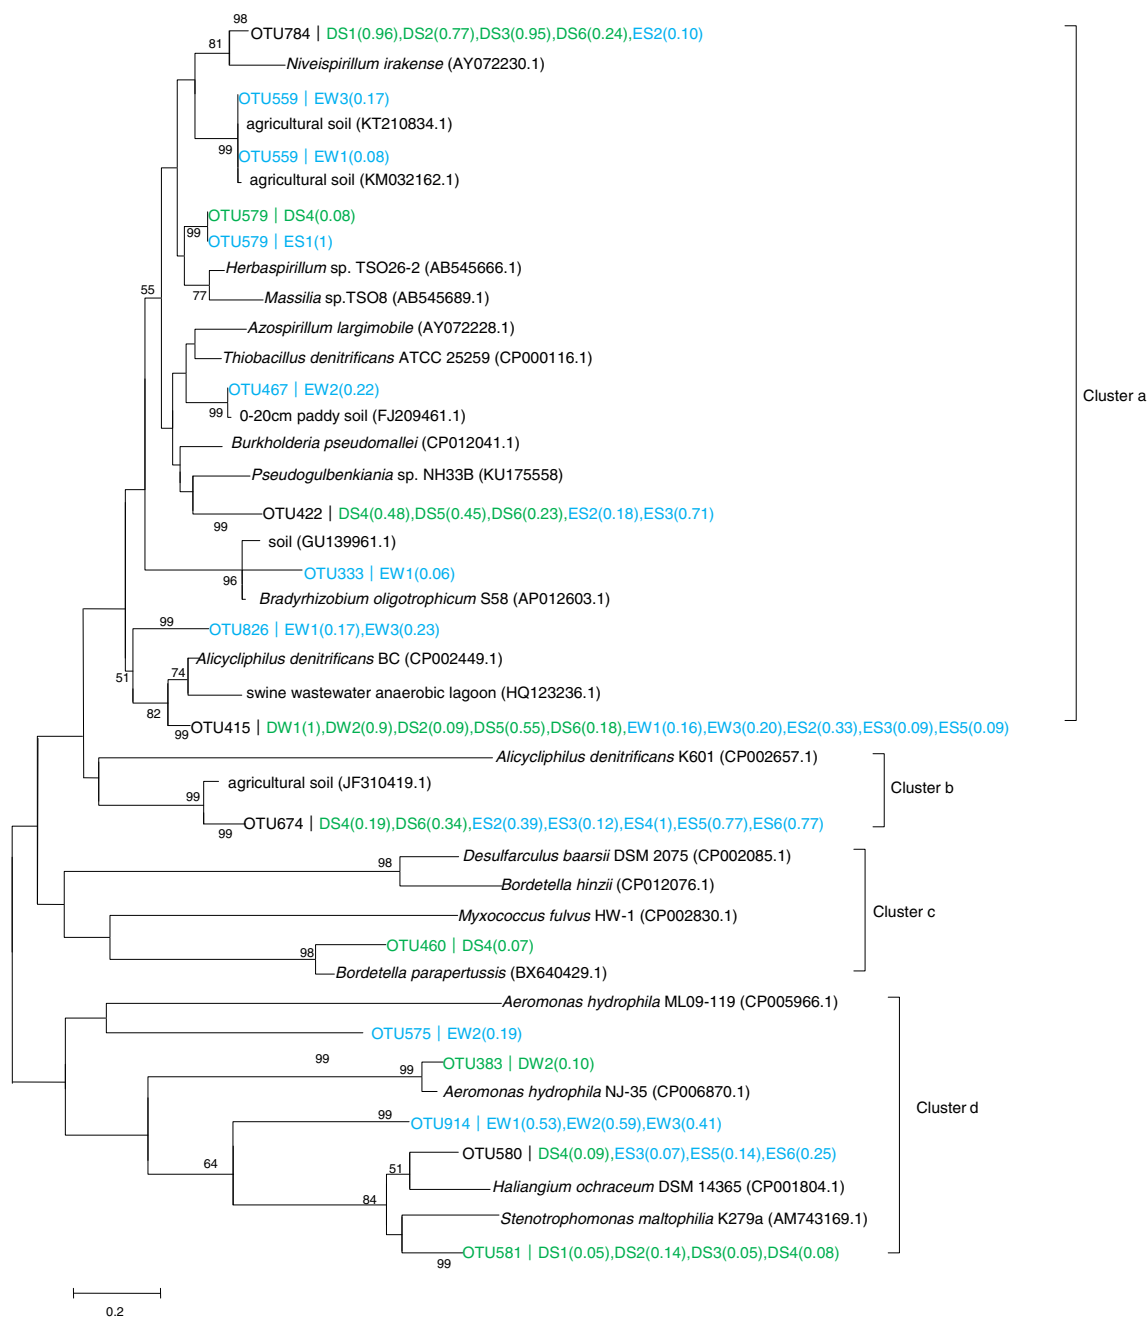 98
OTU784 | DS1(0.96),DS2(0.77),DS3(0.95),DS6(0.24),ES2(0.10)
81
Niveispirillum irakense (AY072230.1)
OTU559 | EW3(0.17)
agricultural soil (KT210834.1)
99
OTU559 | EW1(0.08)
agricultural soil (KM032162.1)
OTU579 | DS4(0.08)
99
OTU579 | ES1(1)
Herbaspirillum sp. TSO26-2 (AB545666.1)
55
77
Massilia sp.TSO8 (AB545689.1)
Azospirillum largimobile (AY072228.1)
Thiobacillus denitrificans ATCC 25259 (CP000116.1)
OTU467 | EW2(0.22)
Cluster a
99
0-20cm paddy soil (FJ209461.1)
Burkholderia pseudomallei (CP012041.1)
Pseudogulbenkiania sp. NH33B (KU175558)
OTU422 | DS4(0.48),DS5(0.45),DS6(0.23),ES2(0.18),ES3(0.71)
99
soil (GU139961.1)
OTU333 | EW1(0.06)
96
Bradyrhizobium oligotrophicum S58 (AP012603.1)
99
OTU826 | EW1(0.17),EW3(0.23)
Alicycliphilus denitrificans BC (CP002449.1)
74
51
swine wastewater anaerobic lagoon (HQ123236.1)
82
OTU415 | DW1(1),DW2(0.9),DS2(0.09),DS5(0.55),DS6(0.18),EW1(0.16),EW3(0.20),ES2(0.33),ES3(0.09),ES5(0.09)
99
Alicycliphilus denitrificans K601 (CP002657.1)
agricultural soil (JF310419.1)
Cluster b
99
OTU674 | DS4(0.19),DS6(0.34),ES2(0.39),ES3(0.12),ES4(1),ES5(0.77),ES6(0.77)
99
Desulfarculus baarsii DSM 2075 (CP002085.1)
98
Bordetella hinzii (CP012076.1)
Cluster c
Myxococcus fulvus HW-1 (CP002830.1)
OTU460 | DS4(0.07)
98
Bordetella parapertussis (BX640429.1)
Aeromonas hydrophila ML09-119 (CP005966.1)
OTU575 | EW2(0.19)
99
OTU383 | DW2(0.10)
99
Aeromonas hydrophila NJ-35 (CP006870.1)
Cluster d
99
OTU914 | EW1(0.53),EW2(0.59),EW3(0.41)
OTU580 | DS4(0.09),ES3(0.07),ES5(0.14),ES6(0.25)
64
51
Haliangium ochraceum DSM 14365 (CP001804.1)
84
Stenotrophomonas maltophilia K279a (AM743169.1)
OTU581 | DS1(0.05),DS2(0.14),DS3(0.05),DS4(0.08)
99
0.2